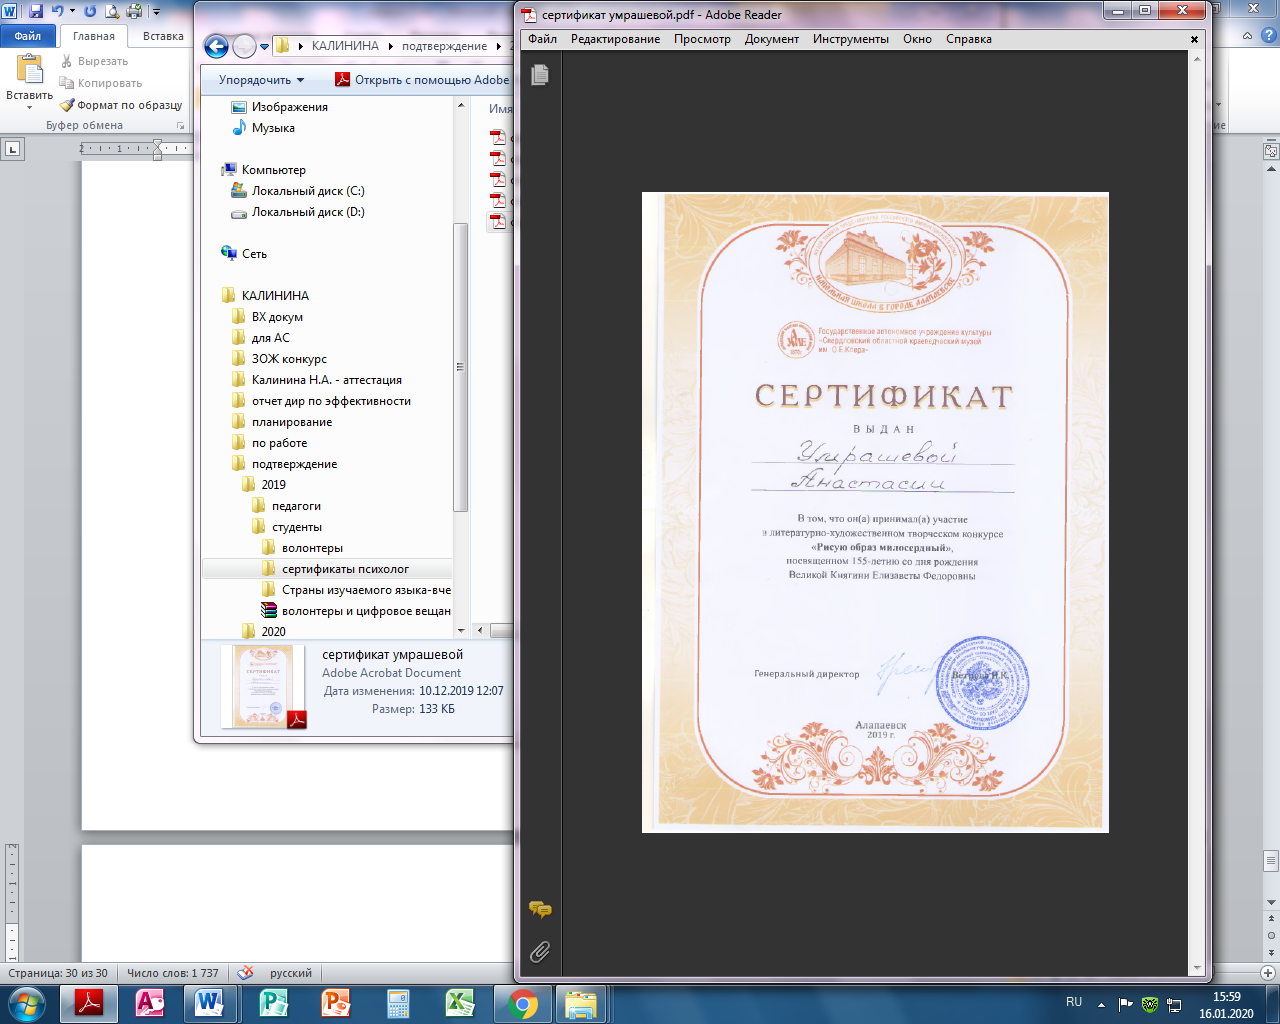 Файл
Главная
Вставка
Вставить
Вырезать
Копировать
Формат по образцу
Буфер обмена
КАЛИНИНА
подтверждение
Упорядочить
Открыть с помощью Adobe
Изображения
Музыка
Компьютер
Локальный диск (C:)
Локальный диск (D:)
Сеть
КАЛИНИНА
ВХ докум
для АС
ЗОЖ конкурс
Калинина Н.А. - аттестация
отчет дир по эффективности
планирование
по работе
подтверждение
2019
педагоги
студенты
волонтеры
сертификаты психолог
Страны изучаемого языка-вче
волонтеры и цифровое вещан
2020
сертификат умрашевой
Adobe Acrobat Document
Дата изменения: 10.12.2019 12:07
Размер: 133 КБ
сертификат умрашевой.pdf - Adobe Reader
Файл Редактирование Просмотр Документ Инструменты Окно Справка
НАПОЛЬНАЯ ШКОЛА В ГОРОДЕ АЛАПАЕВСКЕ
Государственное автономное учреждение культуры
«Свердловский областной краеведческий музей
им. О.Е.Клера»
СЕРТИФИКАТ
ВЫДАН
Умрашевой
Анастасии
В том, что он(а) принимал(а) участие
в литературно-художественном творческом конкурсе
«Рисую образ милосердный»,
посвященном 155-летию со дня рождения
Великой Княгини Елизаветы Федоровны
Генеральный директор
Ветрова Н.К.
Алапаевск
2019 г.
Страница: 30 из 30
Число слов: 1 737
русский
RU
15:59
16.01.2020